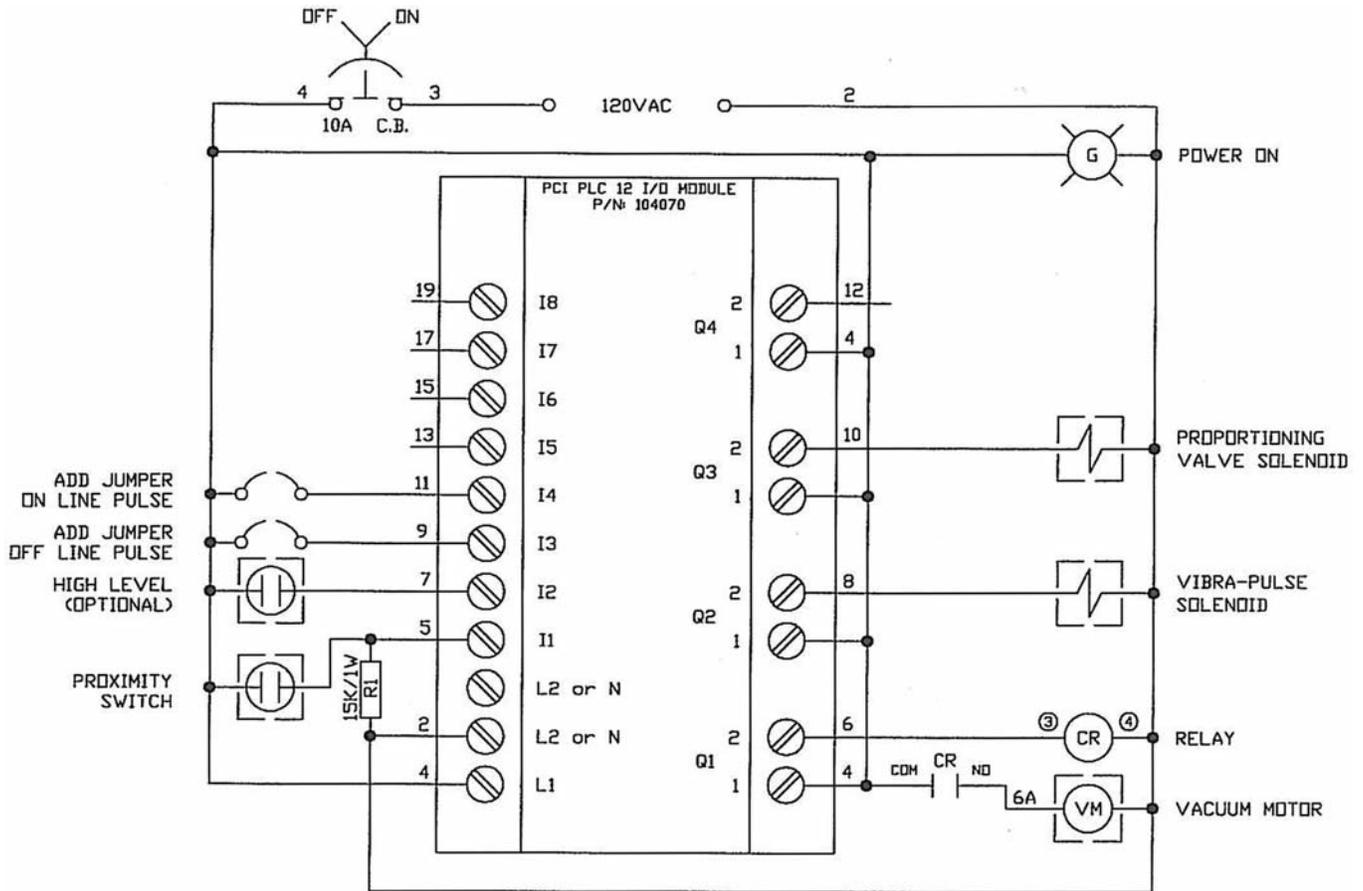 OFF ON
4 3 120VAC 2
10A C.B.
G POWER ON
PCI PLC 12 I/O MODULE
P/N: 104070
19 I8 2 12
Q4
17 I7 1 4
15 I6
13 I5 2 10 PROPORTIONING
VALVE SOLENOID
Q3
ADD JUMPER
ON LINE PULSE 11 I4 1
ADD JUMPER
OFF LINE PULSE 9 I3
HIGH LEVEL
(OPTIONAL) 7 I2 2 8 VIBRA-PULSE
SOLENOID
Q2
5 I1 1
PROXIMITY
SWITCH 15K/1W R1 L2 or N
2 L2 or N 2 6 3 CR 4 RELAY
Q1
4 L1 1 4 COM CR NO 6A VM VACUUM MOTOR